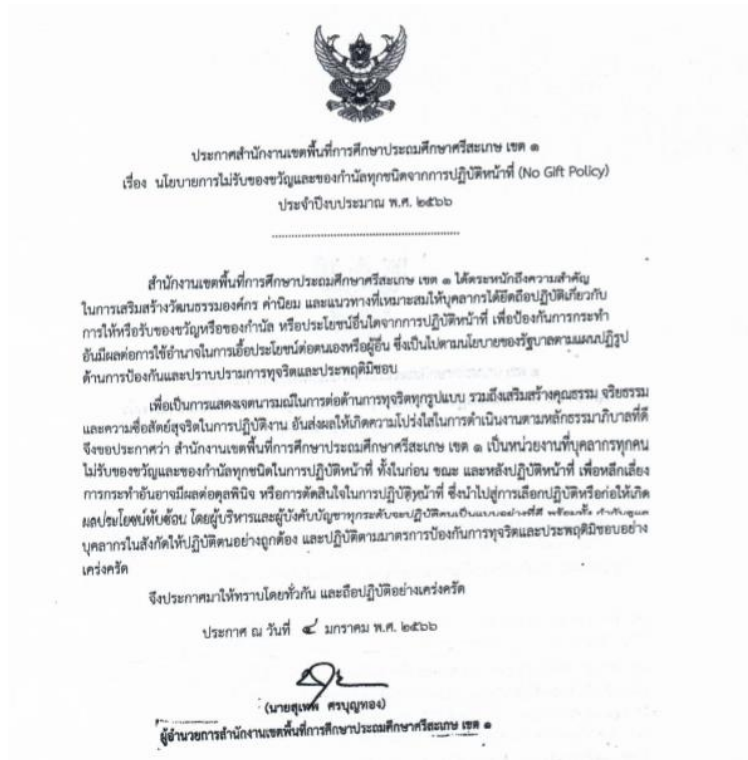 ประกาศสำนักงานเขตพื้นที่การศึกษาประถมศึกษาศรีสะเกษ เขต ๑
เรื่อง นโยบายการไม่รับของขวัญและของกำนัลทุกชนิดจากการปฏิบัติหน้าที่ (No Gift Policy)
ประจำปีงบประมาณ พ.ศ. ๒๕๖๖
สำนักงานเขตพื้นที่การศึกษาประถมศึกษาศรีสะเกษ เขต ๑ ได้ตระหนักถึงความสำคัญ
ในการเสริมสร้างวัฒนธรรมองค์กร ค่านิยม และแนวทางที่เหมาะสมให้บุคลากรได้ยึดถือปฏิบัติเกี่ยวกับ
การให้หรือรับของขวัญหรือของกำนัล หรือประโยชน์อื่นใดจากการปฏิบัติหน้าที่ เพื่อป้องกันการกระทำ
อันมีผลต่อการใช้อำนาจในการเอื้อประโยชน์ต่อตนเองหรือผู้อื่น ซึ่งเป็นไปตามนโยบายของรัฐบาลตามแผนปฏิรูป
ด้านการป้องกันและปราบปรามการทุจริตและประพฤติมิชอบ
เพื่อเป็นการแสดงเจตนารมณ์ในการต่อต้านการทุจริตทุกรูปแบบ รวมถึงเสริมสร้างคุณธรรม จริยธรรม
และความซื่อสัตย์สุจริตในการปฏิบัติงาน อันส่งผลให้เกิดความโปร่งใสในการดำเนินงานตามหลักธรรมาภิบาลที่ดี
จึงขอประกาศว่า สำนักงานเขตพื้นที่การศึกษาประถมศึกษาศรีสะเกษ เขต ๑ เป็นหน่วยงานที่บุคลากรทุกคน
ไม่รับของขวัญและของกำนัลทุกชนิดในการปฏิบัติหน้าที่ ทั้งในก่อน ขณะ และหลังปฏิบัติหน้าที่ เพื่อหลีกเลี่ยง
การกระทำอันอาจมีผลต่อดุลพินิจ หรือการตัดสินใจในการปฏิบัติหน้าที่ ซึ่งนำไปสู่การเลือกปฏิบัติหรือก่อให้เกิด
ผลประโยชน์ทับซ้อน โดยผู้บริหารและผู้บังคับบัญชาทุกระดับจะปฏิบัติตนเป็นแบบอย่างที่ดี พร้อมทั้ง กำกับดูแล
บุคลากรในสังกัดให้ปฏิบัติตนอย่างถูกต้อง และปฏิบัติตามมาตรการป้องกันการทุจริตและประพฤติมิชอบอย่าง
เคร่งครัด
จึงประกาศมาให้ทราบโดยทั่วกัน และถือปฏิบัติอย่างเคร่งครัด
ประกาศ ณ วันที่ ๔ มกราคม พ.ศ. ๒๕๖๖
(นายสุเทพ ศรบุญทอง)
ผู้อำนวยการสำนักงานเขตพื้นที่การศึกษาประถมศึกษาศรีสะเกษ เขต ๑